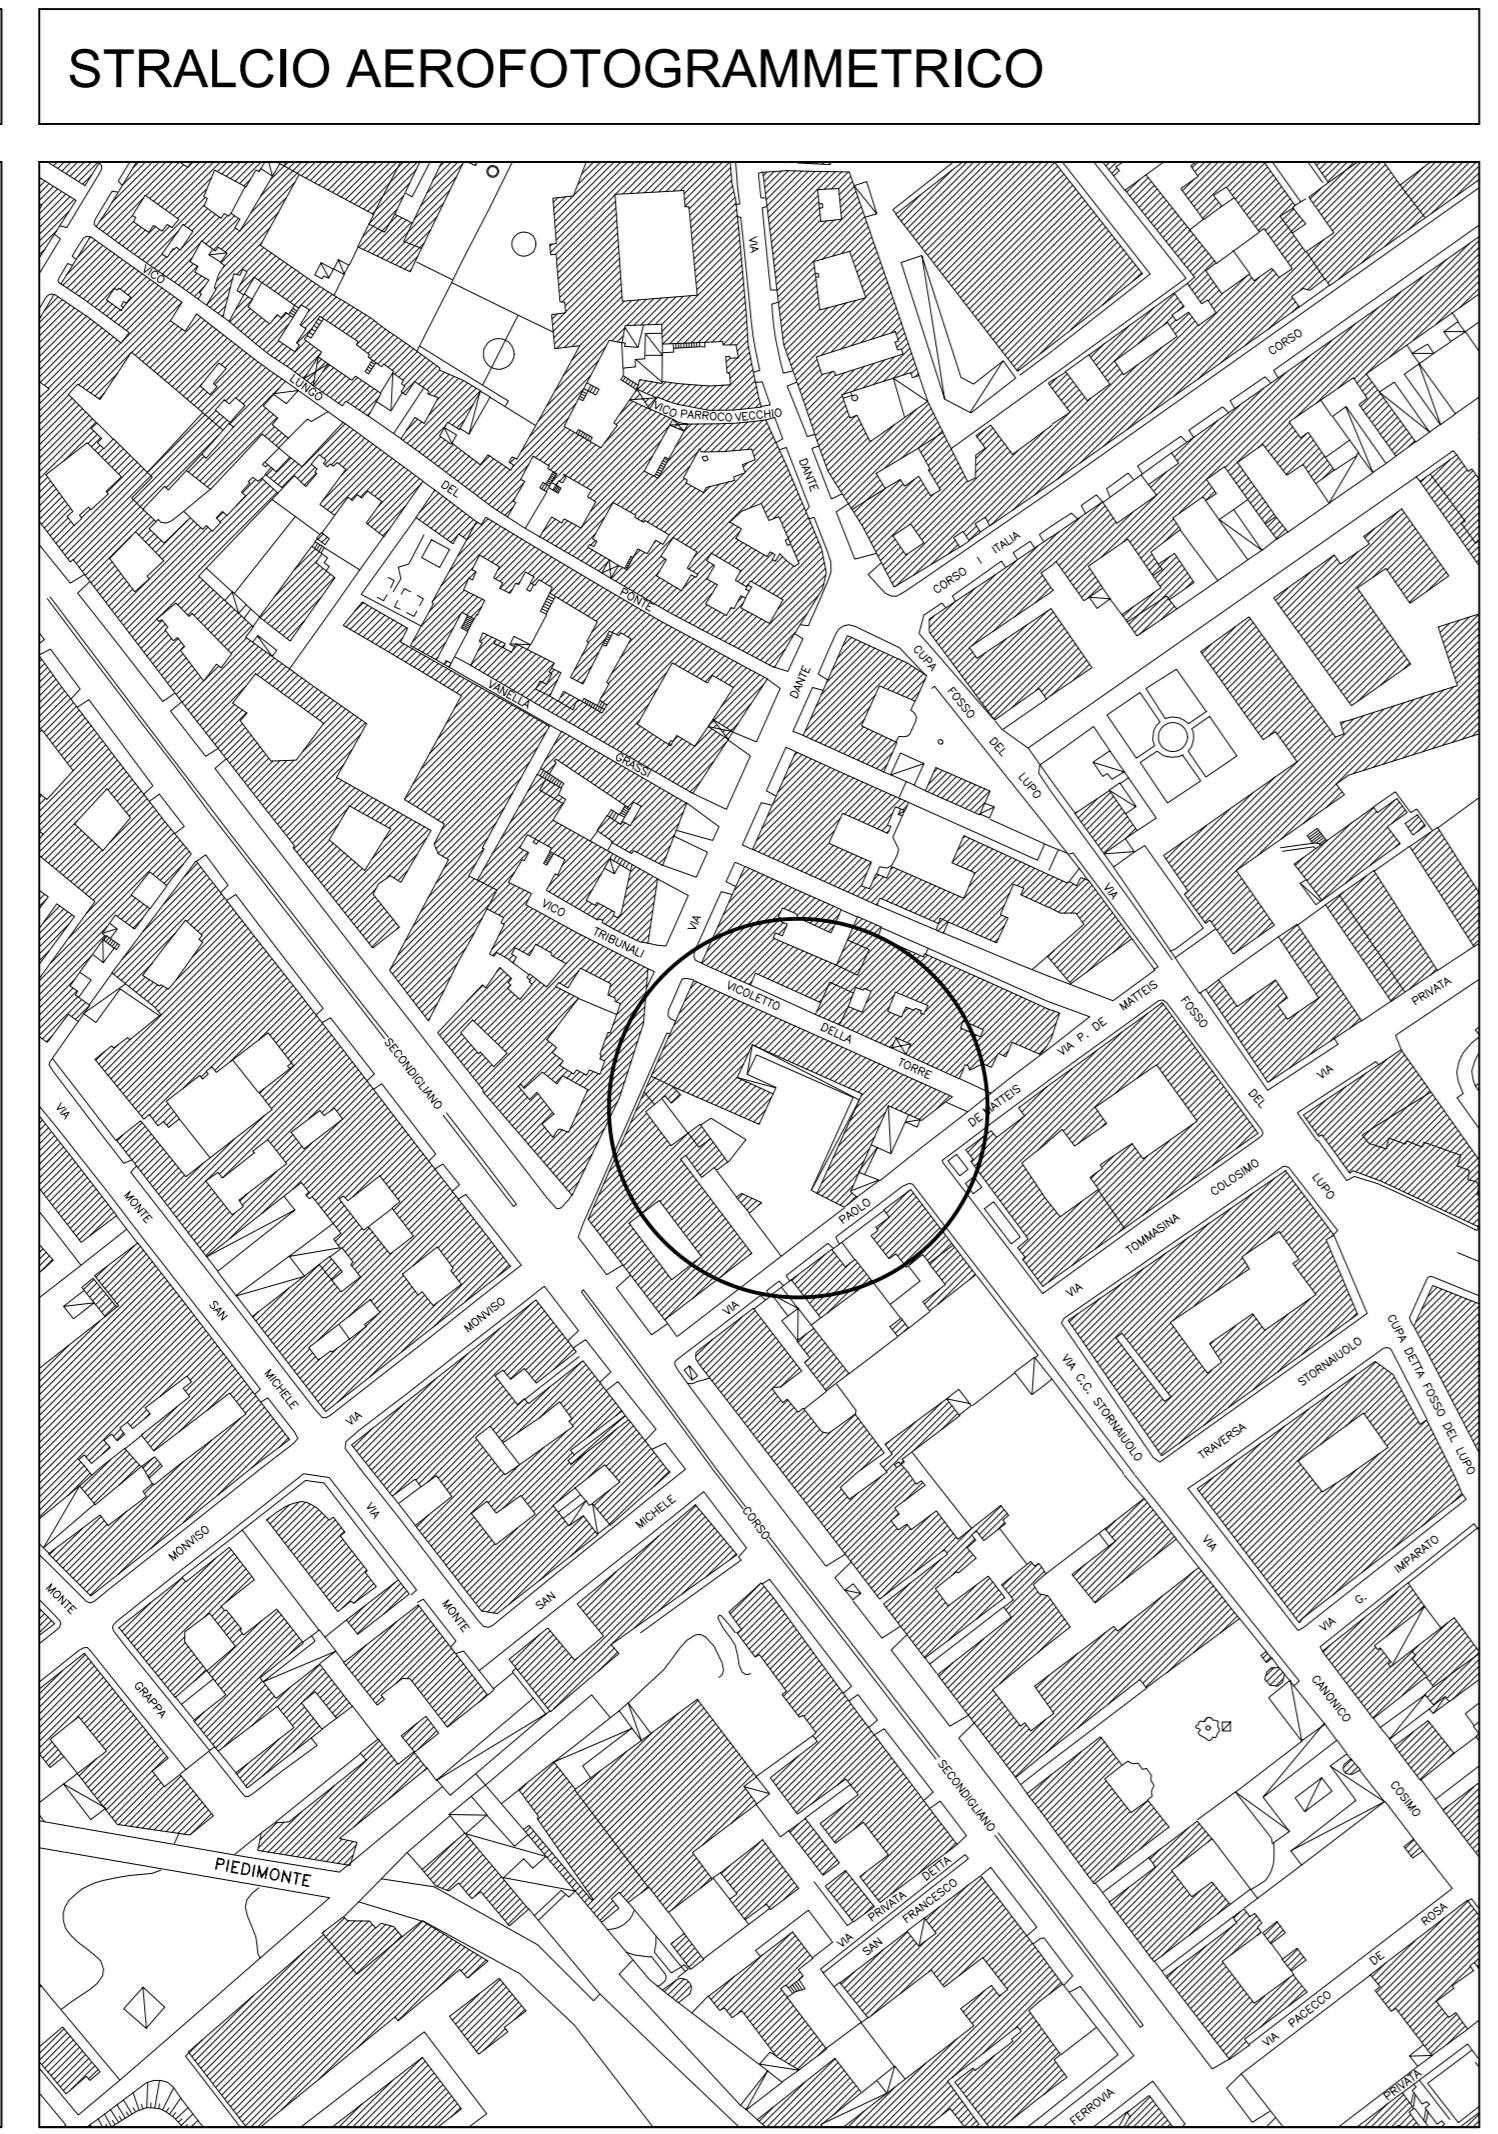 STRALCIO AEROFOTOGRAMMETRICO
VIA
VICO
CORSO
LUNGO
VICO PARROCO VECCHIO
DANTE
DEL
CORSO I ITALIA
PONTE
CUPA
DANTE
VANELLA
FOSSO
DEL
GRASSI
LUPO
VIA
VICO
TRIBUNALI
VIA
VICOLETTO
DELLA
TORRE
VIA P. DE MATTEIS
FOSSO
PRIVATA
SECONDIGLIANO
VIA
DE MATTEIS
DEL
VIA
MONTE
COLOSIMO
LUPO
PAOLO
TOMMASINA
VIA
SAN
MONVISO
VIA
CUPA DETTA FOSSO DEL LUPO
MICHELE
VIA
VIA C.C. STORNAIUOLO
STORNAIUOLO
TRAVERSA
VIA
MICHELE
CORSO
MONVISO
VIA
IMPARATO
MONTE
MONTE
SAN
VIA G.
GRAPPA
CANONICO
SECONDIGLIANO
COSIMO
PIEDIMONTE
VIA PRIVATA DETTA
SAN FRANCESCO
VIA PACECCO DE ROSA
PRIVATA
FERROVIA